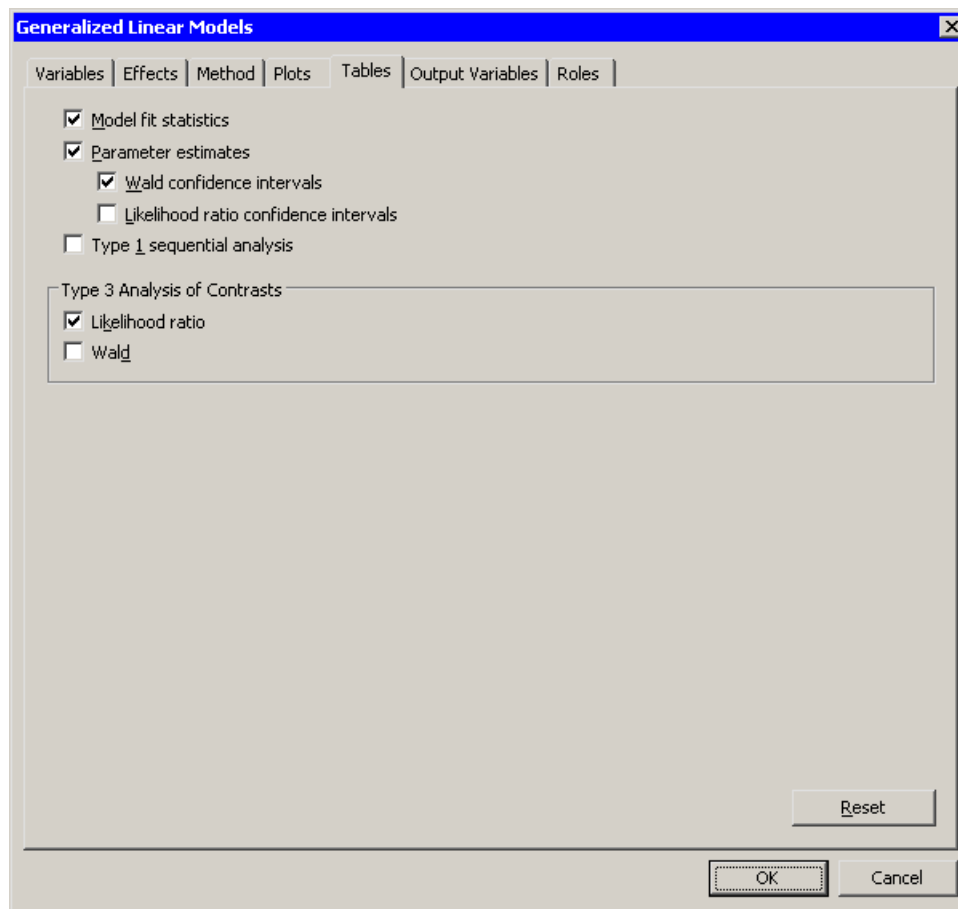 Generalized Linear Models
Variables Effects Method Plots Tables Output Variables Roles
Model fit statistics
Parameter estimates
Wald confidence intervals
Likelihood ratio confidence intervals
Type 1 sequential analysis
Type 3 Analysis of Contrasts
Likelihood ratio
Wald
Reset
OK Cancel